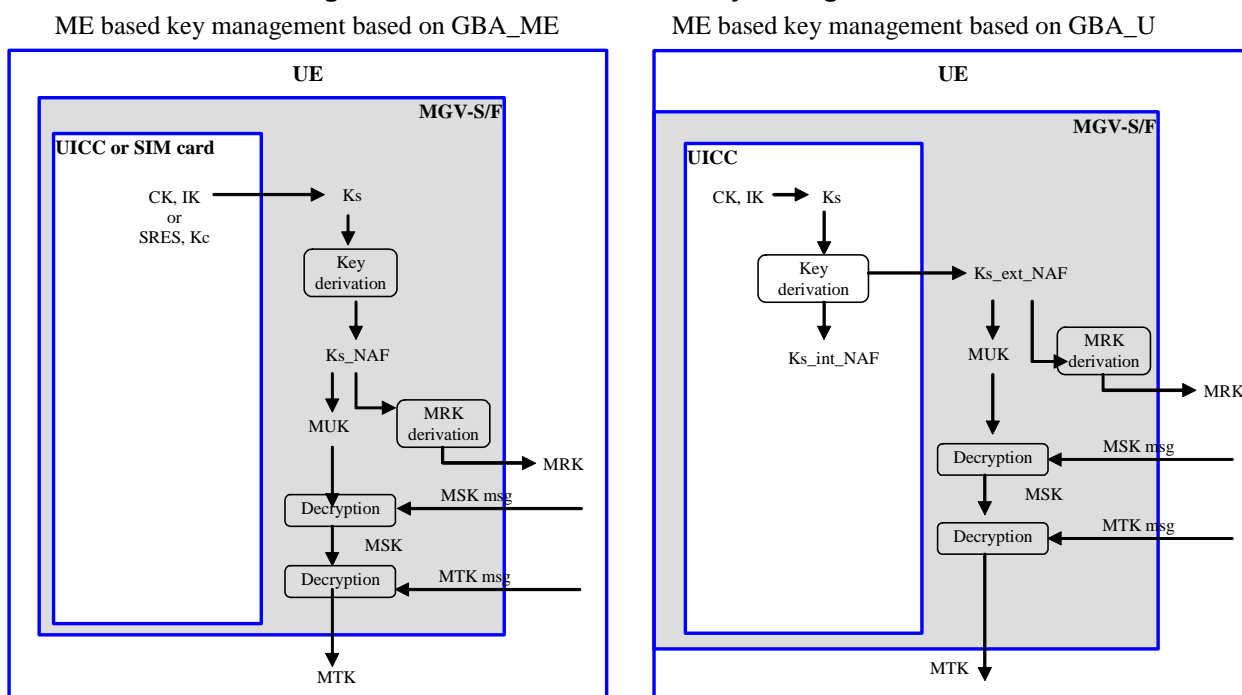 ME based key management based on GBA_ME
UE
MGV-S/F
UICC or SIM card
CK, IK
or
SRES, Kc
Ks
Key
derivation
Ks_NAF
MUK
MRK
derivation
MRK
Decryption
MSK msg
MSK
Decryption
MTK msg
MTK
ME based key management based on GBA_U
UE
MGV-S/F
UICC
CK, IK
Ks
Key
derivation
Ks_ext_NAF
Ks_int_NAF
MUK
MRK
derivation
MRK
Decryption
MSK msg
MSK
Decryption
MTK msg
MTK